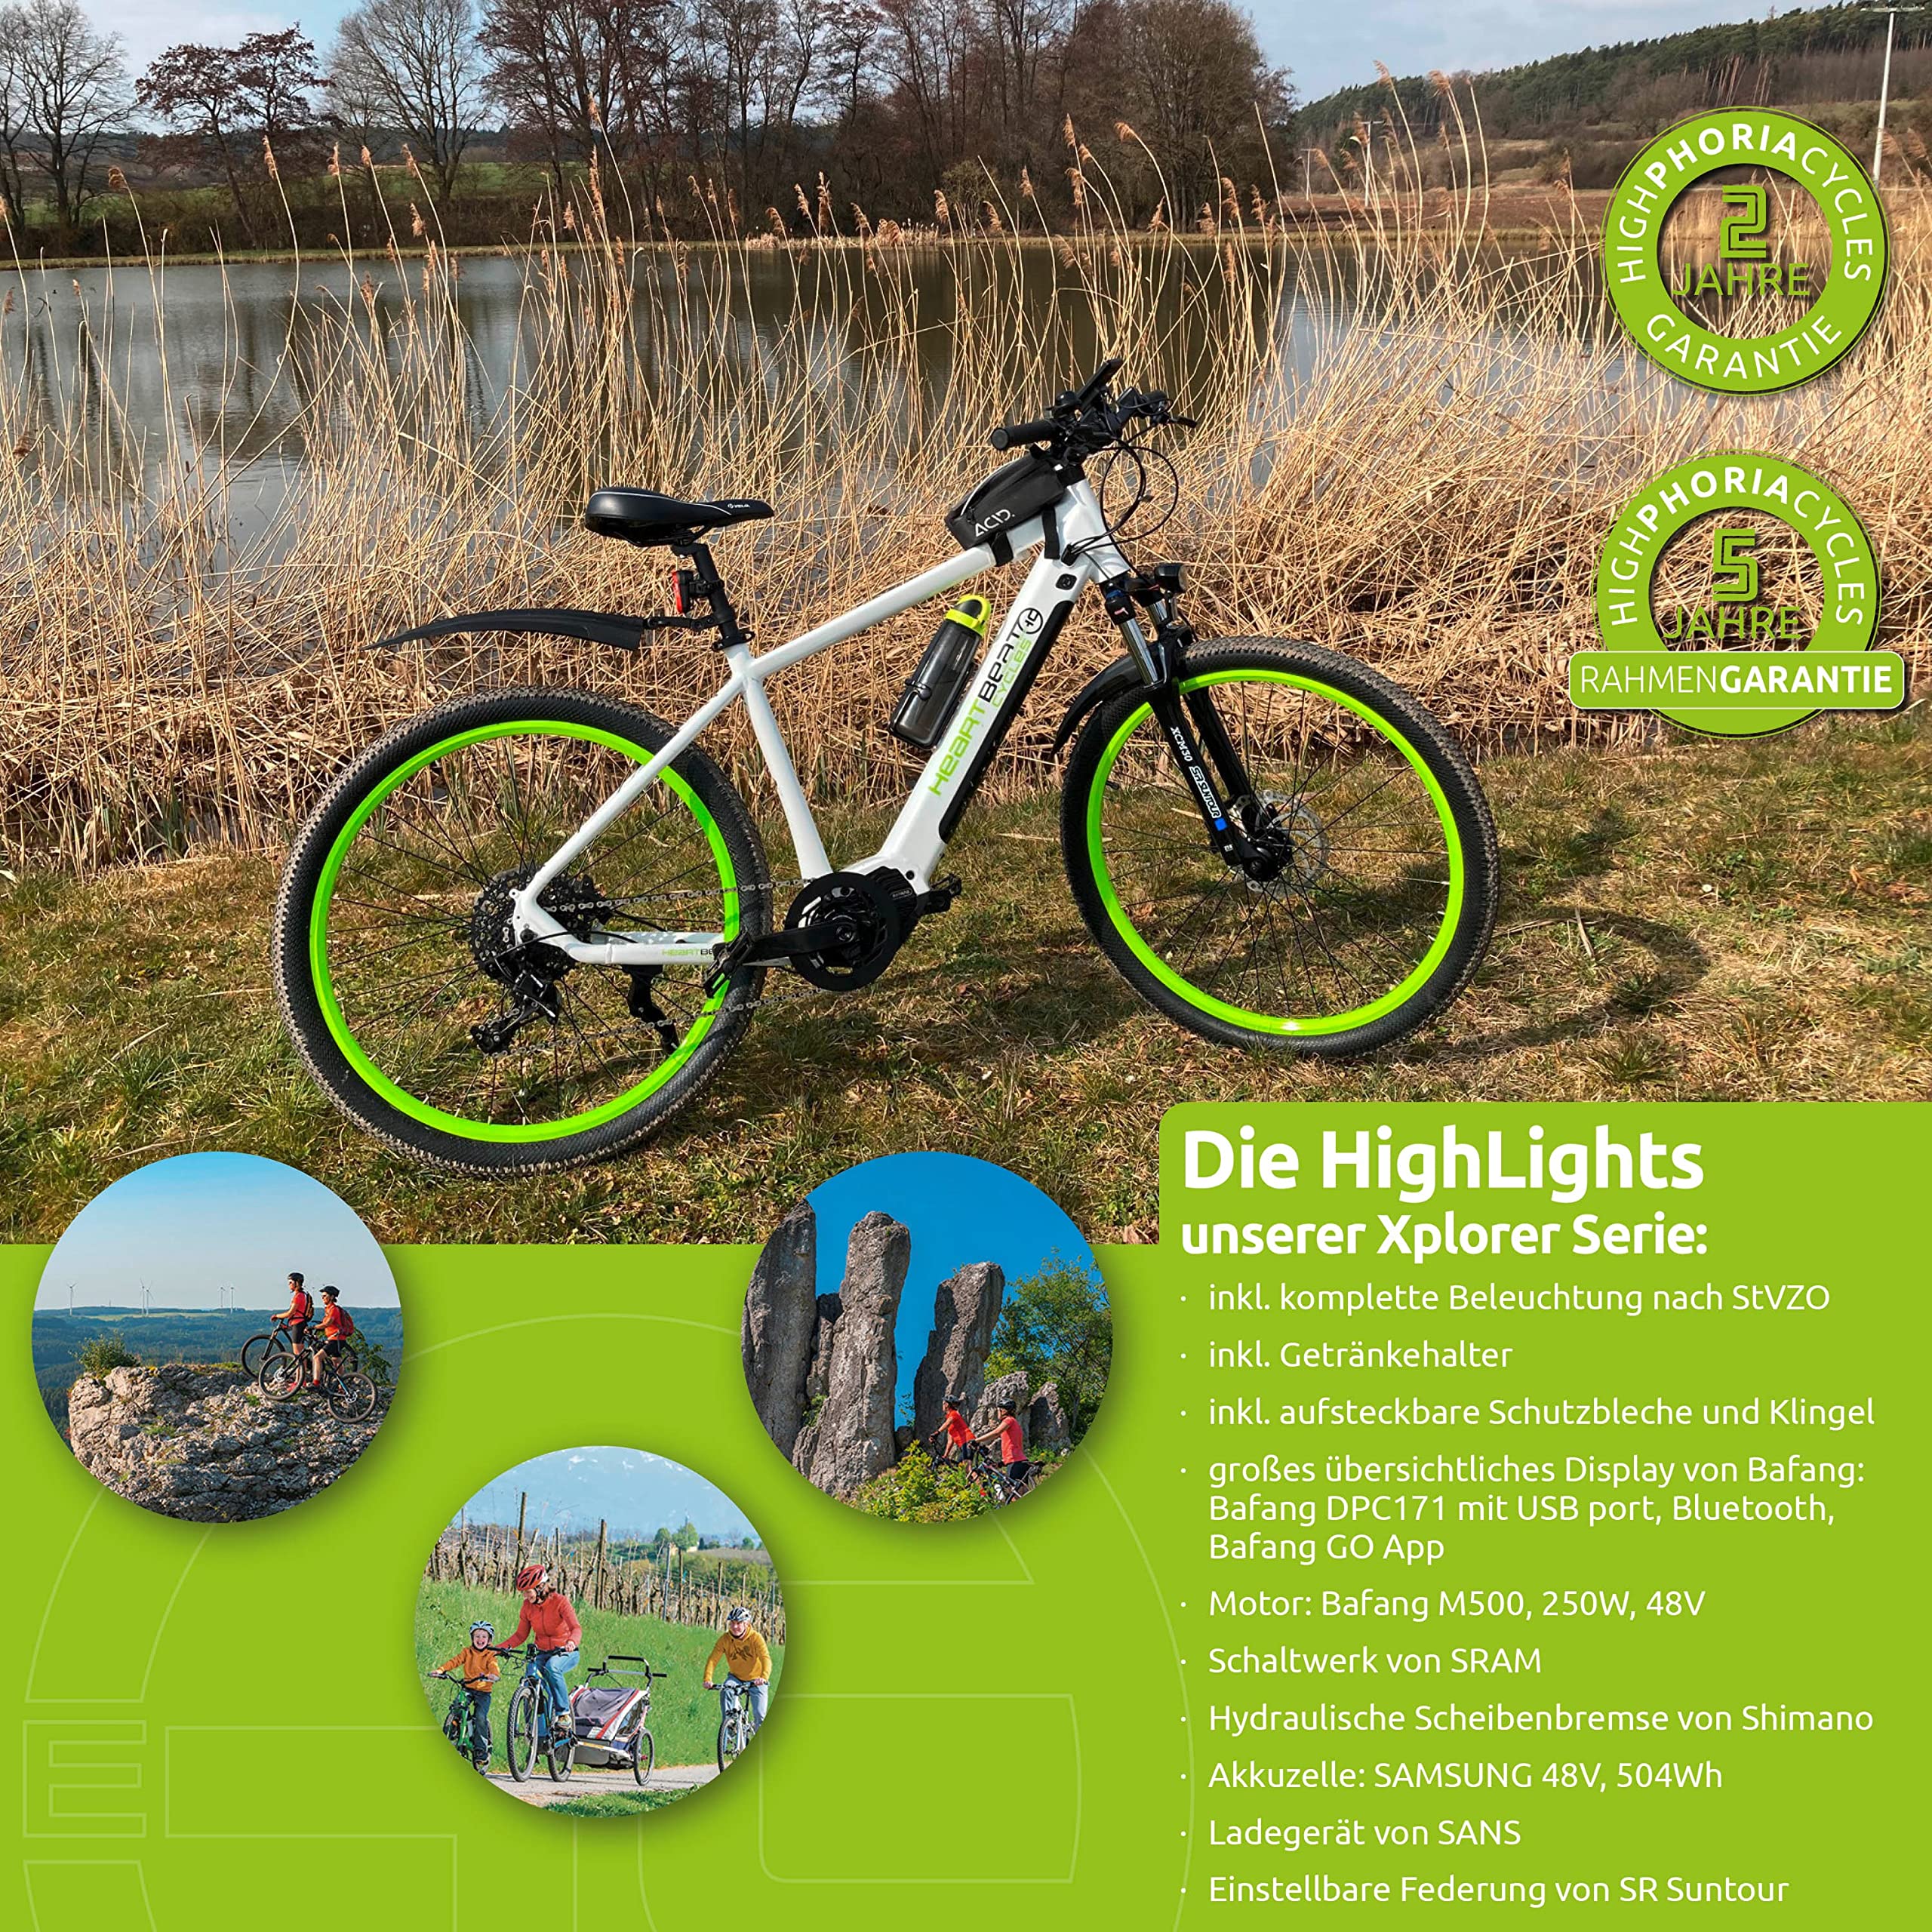 HIGHPHORIACYCLES
2
JAHRE
GARANTIE
HIGHPHORIACYCLES
5
JAHRE
RAHMENGARANTIE
ACID.
HEARTBEAT
CYCLES
XCM30
SR SUNTOUR
Die HighLights
unserer Xplorer Serie:
· inkl. komplette Beleuchtung nach StVZO
· inkl. Getränkehalter
· inkl. aufsteckbare Schutzbleche und Klingel
· großes übersichtliches Display von Bafang:
Bafang DPC171 mit USB port, Bluetooth,
Bafang GO App
· Motor: Bafang M500, 250W, 48V
· Schaltwerk von SRAM
· Hydraulische Scheibenbremse von Shimano
· Akkuzelle: SAMSUNG 48V, 504Wh
· Ladegerät von SANS
· Einstellbare Federung von SR Suntour